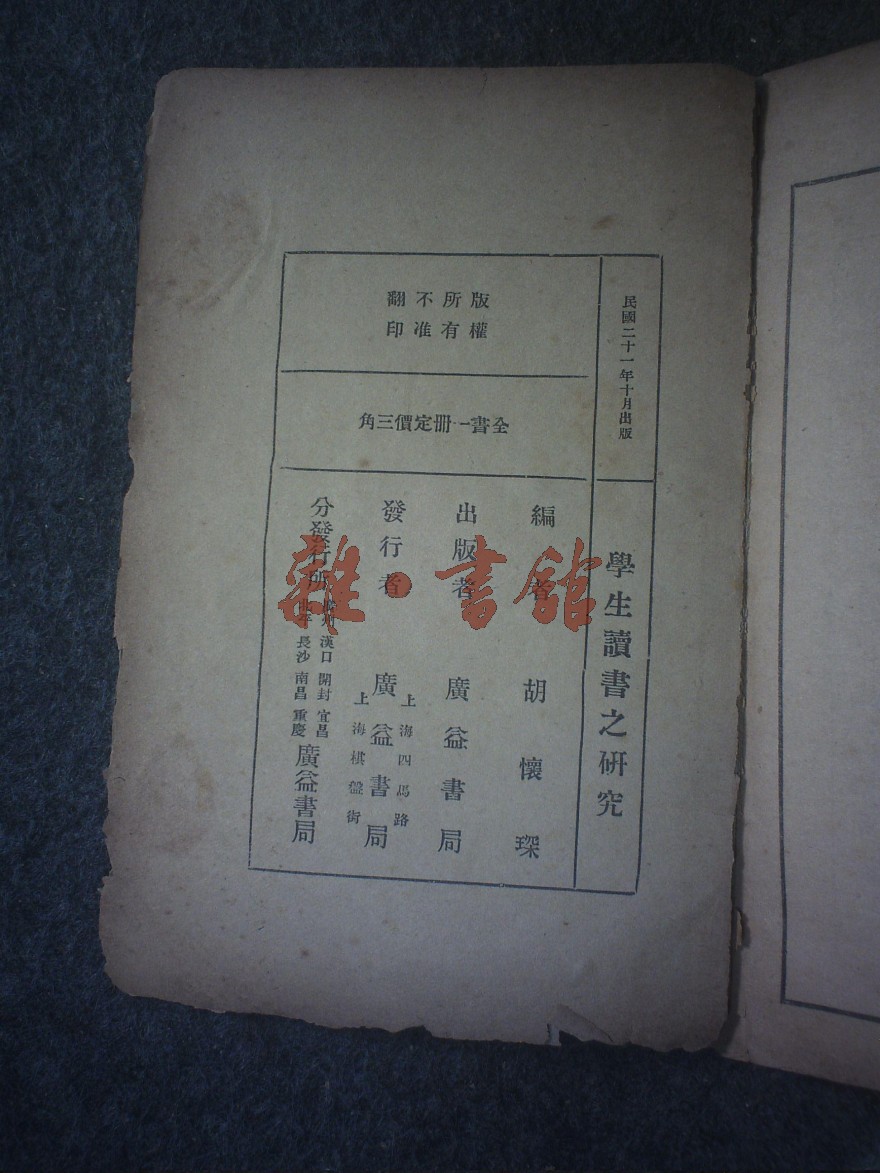 民國二十一年十月出版
學生讀書之研究
版權
所有
不准
翻印
全書一冊定價三角
編者 胡懷琛
出版者 廣益書局
發行者 上海四馬路 廣益書局 上海棋盤街
分發行所 漢口 開封 宜昌 長沙 南昌 重慶 廣益書局
雜·書館